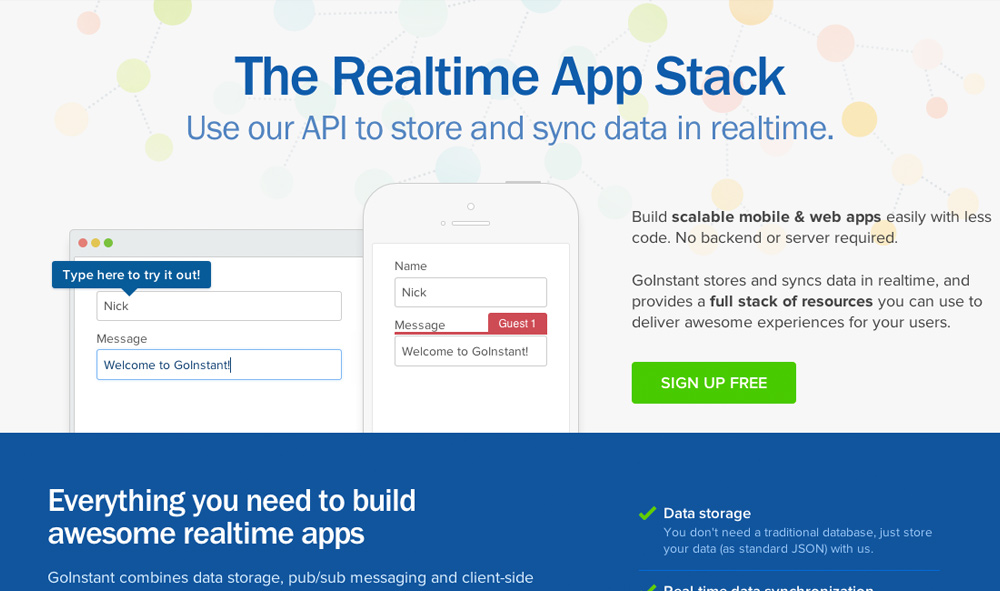 The Realtime App Stack
Use our API to store and sync data in realtime.
Type here to try it out!
Nick
Message
Welcome to GoInstant!
Name
Nick
Message
Guest 1
Welcome to GoInstant!
Build scalable mobile & web apps easily with less
code. No backend or server required.
GoInstant stores and syncs data in realtime, and
provides a full stack of resources you can use to
deliver awesome experiences for your users.
SIGN UP FREE
Everything you need to build
awesome realtime apps
GoInstant combines data storage, pub/sub messaging and client-side
Data storage
You don't need a traditional database, just store
your data (as standard JSON) with us.
Real-time data synchronization